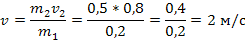 v = m₂v₂ / m₁ = 0,5 * 0,8 / 0,2 = 0,4 / 0,2 = 2 м/с